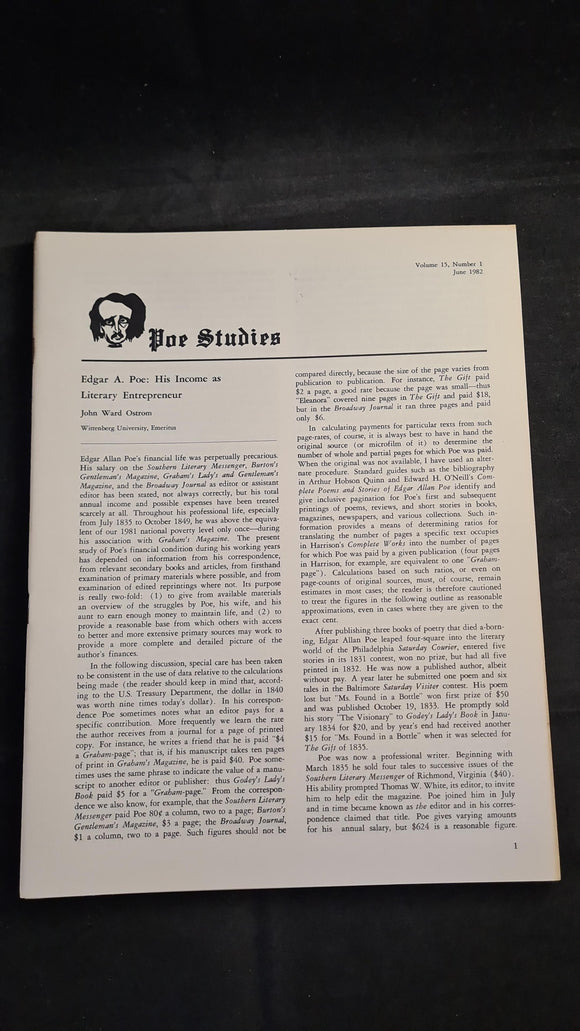 Volume 15, Number 1
June 1982
Poe Studies
Edgar A. Poe: His Income as
Literary Entrepreneur
John Ward Ostrom
Wittenberg University, Emeritus
Edgar Allan Poe's financial life was perpetually precarious.
His salary on the Southern Literary Messenger, Burton's
Gentleman's Magazine, Graham's Lady's and Gentleman's
Magazine, and the Broadway Journal as editor or assistant
editor has been stated, not always correctly, but his total
annual income and possible expenses have been treated
scarcely at all. Throughout his professional life, especially
from July 1835 to October 1849, he was above the equiva-
lent of our 1981 national poverty level only once—during
his association with Graham's Magazine. The present
study of Poe's financial condition during his working years
has depended on information from his correspondence,
from relevant secondary books and articles, from firsthand
examination of primary materials where possible, and from
examination of edited reprintings where not. Its purpose
is really two-fold: (1) to give from available materials
an overview of the struggles by Poe, his wife, and his
aunt to earn enough money to maintain life, and (2) to
provide a reasonable base from which others with access
to better and more extensive primary sources may work to
provide a more complete and detailed picture of the
author's finances.
In the following discussion, special care has been taken
to be consistent in the use of data relative to the calculations
being made (the reader should keep in mind that, accord-
ing to the U.S. Treasury Department, the dollar in 1840
was worth nine times today's dollar). In his correspon-
dence Poe sometimes notes what an editor pays for a
specific contribution. More frequently we learn the rate
the author receives from a journal for a page of printed
copy. For instance, he writes a friend that he is paid "$4
a Graham-page"; that is, if his manuscript takes ten pages
of print in Graham's Magazine, he is paid $40. Poe some-
times uses the same phrase to indicate the value of a manu-
script to another editor or publisher: thus Godey's Lady's
Book paid $5 for a "Graham-page." From the correspon-
dence we also know, for example, that the Southern Literary
Messenger paid Poe 80¢ a column, two to a page; Burton's
Gentleman's Magazine, $3 a page; the Broadway Journal,
$1 a column, two to a page. Such figures should not be
compared directly, because the size of the page varies from
publication to publication. For instance, The Gift paid
$2 a page, a good rate because the page was small—thus
"Eleanora" covered nine pages in The Gift and paid $18,
but in the Broadway Journal it ran three pages and paid
only $6.
In calculating payments for particular texts from such
page-rates, of course, it is always best to have in hand the
original source (or microfilm of it) to determine the
number of whole and partial pages for which Poe was paid.
When the original was not available, I have used an alter-
nate procedure. Standard guides such as the bibliography
in Arthur Hobson Quinn and Edward H. O'Neill's Com-
plete Poems and Stories of Edgar Allan Poe identify and
give inclusive pagination for Poe's first and subsequent
printings of poems, reviews, and short stories in books,
magazines, newspapers, and various collections. Such in-
formation provides a means of determining ratios for
translating the number of pages a specific text occupies
in Harrison's Complete Works into the number of pages
for which Poe was paid by a given publication (four pages
in Harrison, for example, are equivalent to one "Graham-
page"). Calculations based on such ratios, or even on
page-counts of original sources, must, of course, remain
estimates in most cases; the reader is therefore cautioned
to treat the figures in the following outline as reasonable
approximations, even in cases where they are given to the
exact cent.
After publishing three books of poetry that died a-born-
ing, Edgar Allan Poe leaped four-square into the literary
world of the Philadelphia Saturday Courier, entered five
stories in its 1831 contest, won no prize, but had all five
printed in 1832. He was now a published author, albeit
without pay. A year later he submitted one poem and six
tales in the Baltimore Saturday Visiter contest. His poem
lost but "Ms. Found in a Bottle" won first prize of $50
and was published October 19, 1833. He promptly sold
his story "The Visionary" to Godey's Lady's Book in Janu-
ary 1834 for $20, and by year's end had received another
$15 for "Ms. Found in a Bottle" when it was selected for
The Gift of 1835.
Poe was now a professional writer. Beginning with
March 1835 he sold four tales to successive issues of the
Southern Literary Messenger of Richmond, Virginia ($40).
His ability prompted Thomas W. White, its editor, to invite
him to help edit the magazine. Poe joined him in July
and in time became known as the editor and in his corres-
pondence claimed that title. Poe gives varying amounts
for his annual salary, but $624 is a reasonable figure.
1